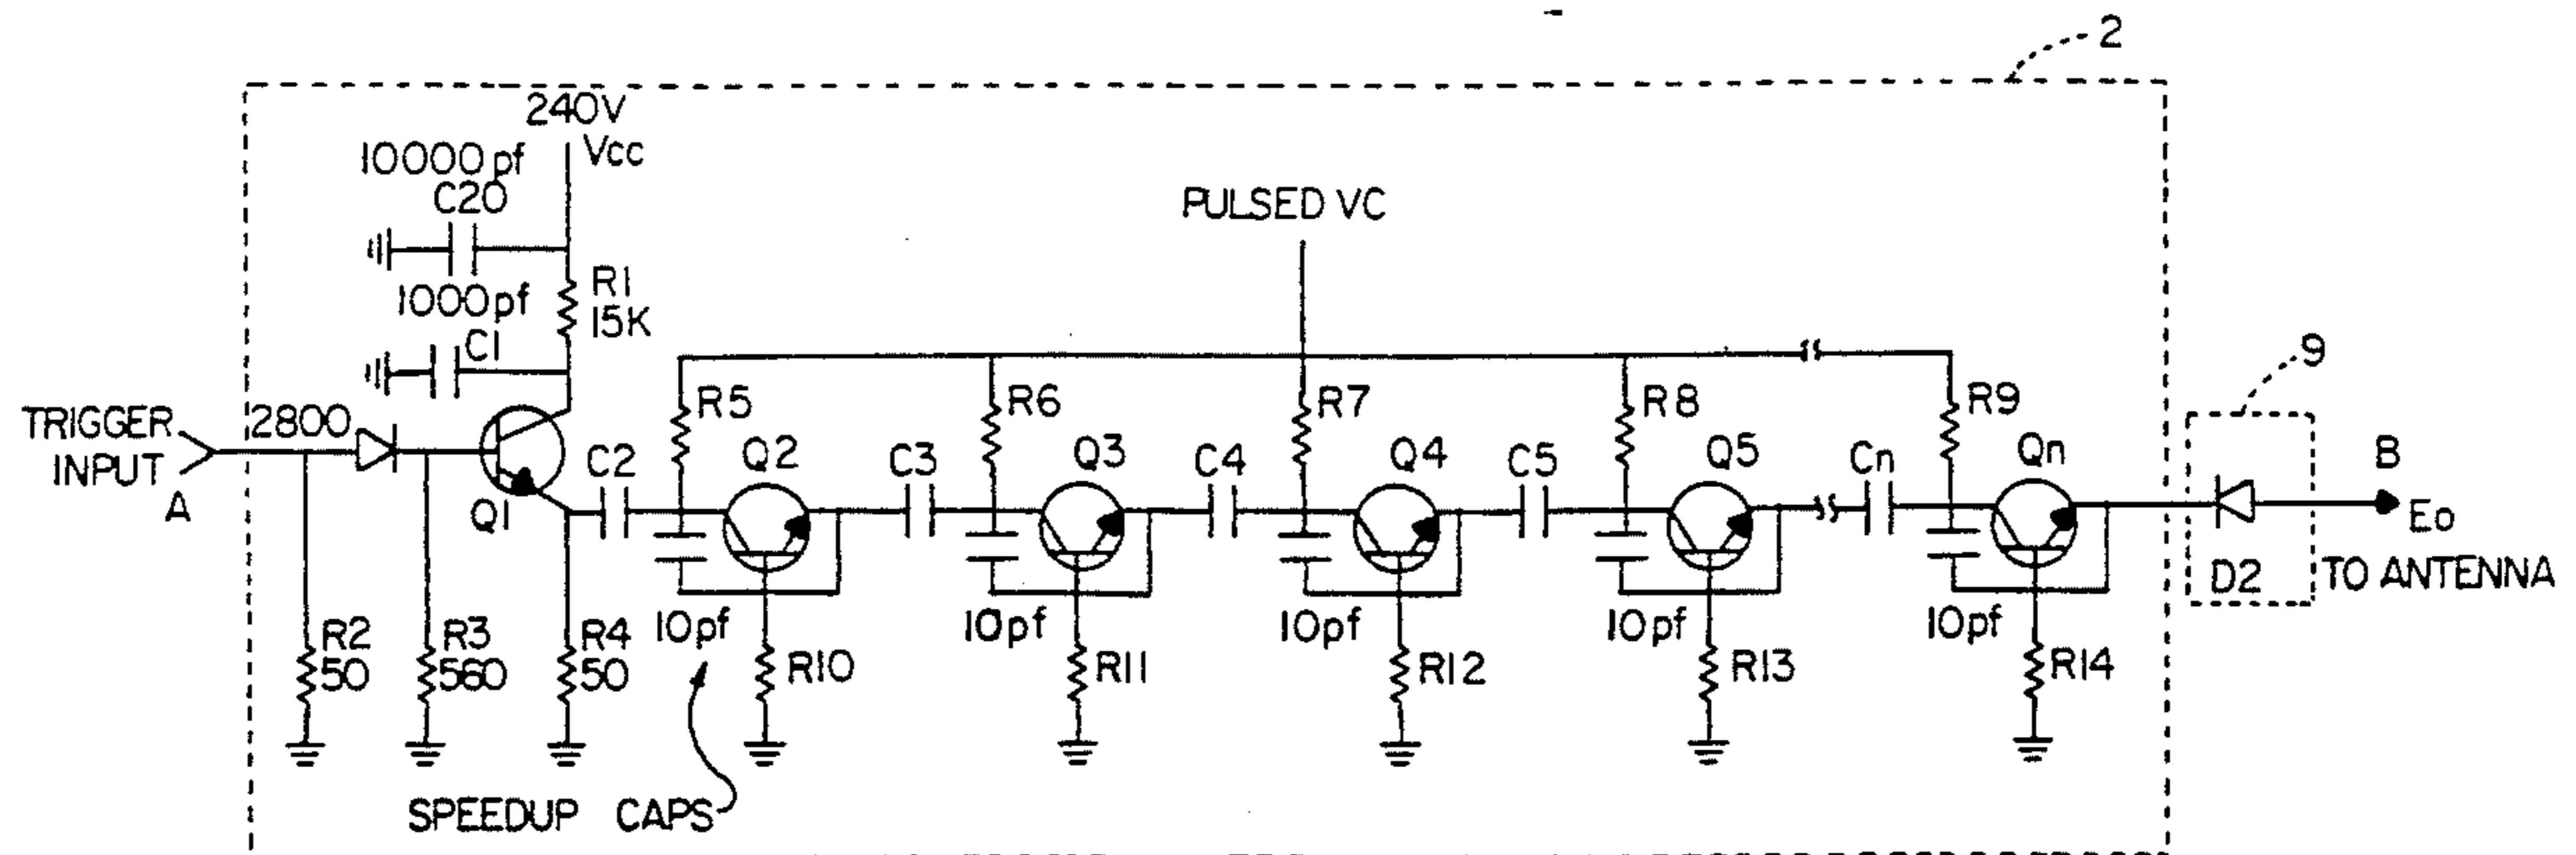 2
240V
Vcc
10000pf
C20
PULSED VC
R1
15K
1000pf
C1
9
R5
R6
R7
R8
R9
TRIGGER
INPUT
A
2800
Q1
C2
Q2
C3
Q3
C4
Q4
C5
Q5
Cn
Qn
B
Eo
TO ANTENNA
D2
R2
50
R3
560
R4
50
10pf
10pf
10pf
10pf
10pf
R10
R11
R12
R13
R14
SPEEDUP CAPS